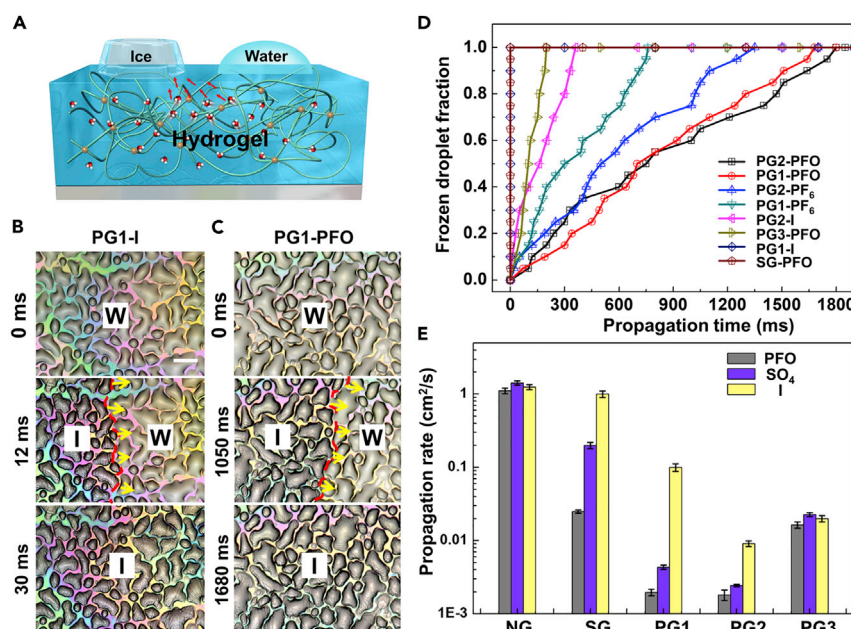 A
Ice
Water
Hydrogel
B
PG1-I
C
PG1-PFO
0 ms
W
0 ms
W
12 ms
I
W
1050 ms
I
W
30 ms
I
1680 ms
I
D
Frozen droplet fraction
1.0
0.8
0.6
0.4
0.2
0.0
PG2-PFO
PG1-PFO
PG2-PF₆
PG1-PF₆
PG2-I
PG3-PFO
PG1-I
SG-PFO
0 300 600 900 1200 1500 1800
Propagation time (ms)
E
Propagation rate (cm²/s)
1
0.1
0.01
1E-3
PFO
SO₄
I
NG SG PG1 PG2 PG3